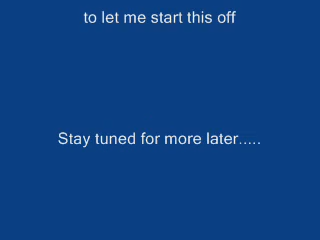 to let me start this off
Stay tuned for more later.....